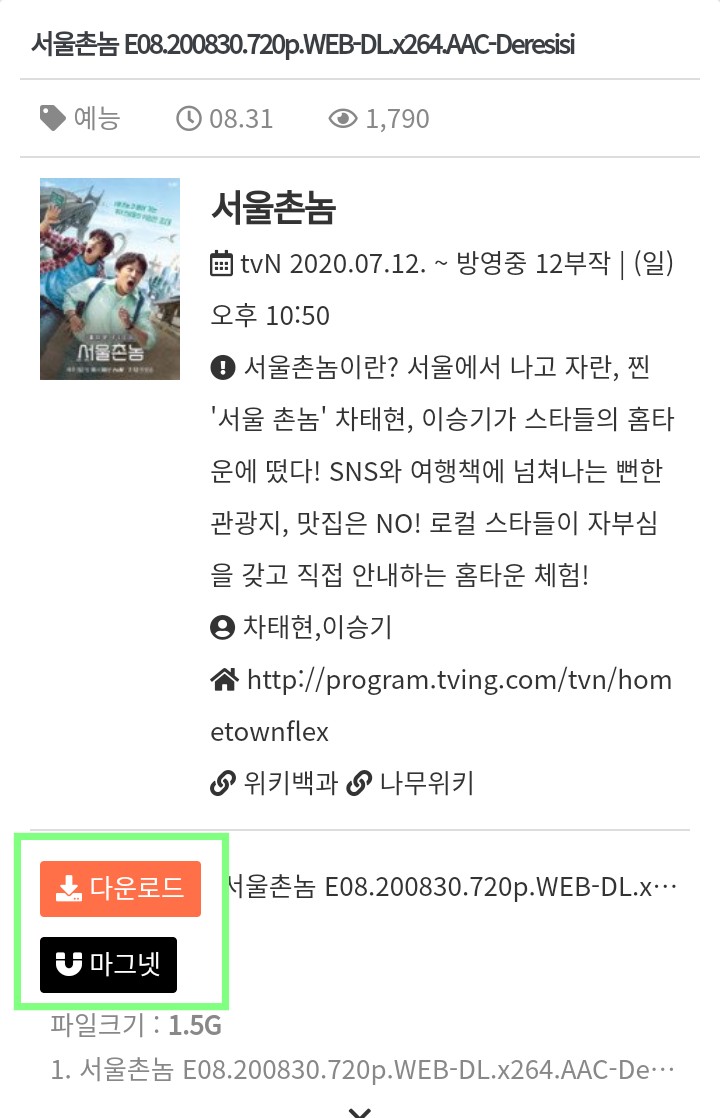 서울촌놈 E08.200830.720p.WEB-DL.x264.AAC-Deresisi
예능 08.31 1,790
서울촌놈
tvN 2020.07.12. ~ 방영중 12부작 | (일)
오후 10:50
서울촌놈이란? 서울에서 나고 자란, 찐
'서울 촌놈' 차태현, 이승기가 스타들의 홈타
운에 떴다! SNS와 여행책에 넘쳐나는 뻔한
관광지, 맛집은 NO! 로컬 스타들이 자부심
을 갖고 직접 안내하는 홈타운 체험!
차태현,이승기
http://program.tving.com/tvn/hom
etownflex
위키백과 나무위키
서울촌놈
다운로드 서울촌놈 E08.200830.720p.WEB-DL.x…
마그넷
파일크기 : 1.5G
1. 서울촌놈 E08.200830.720p.WEB-DL.x264.AAC-De…